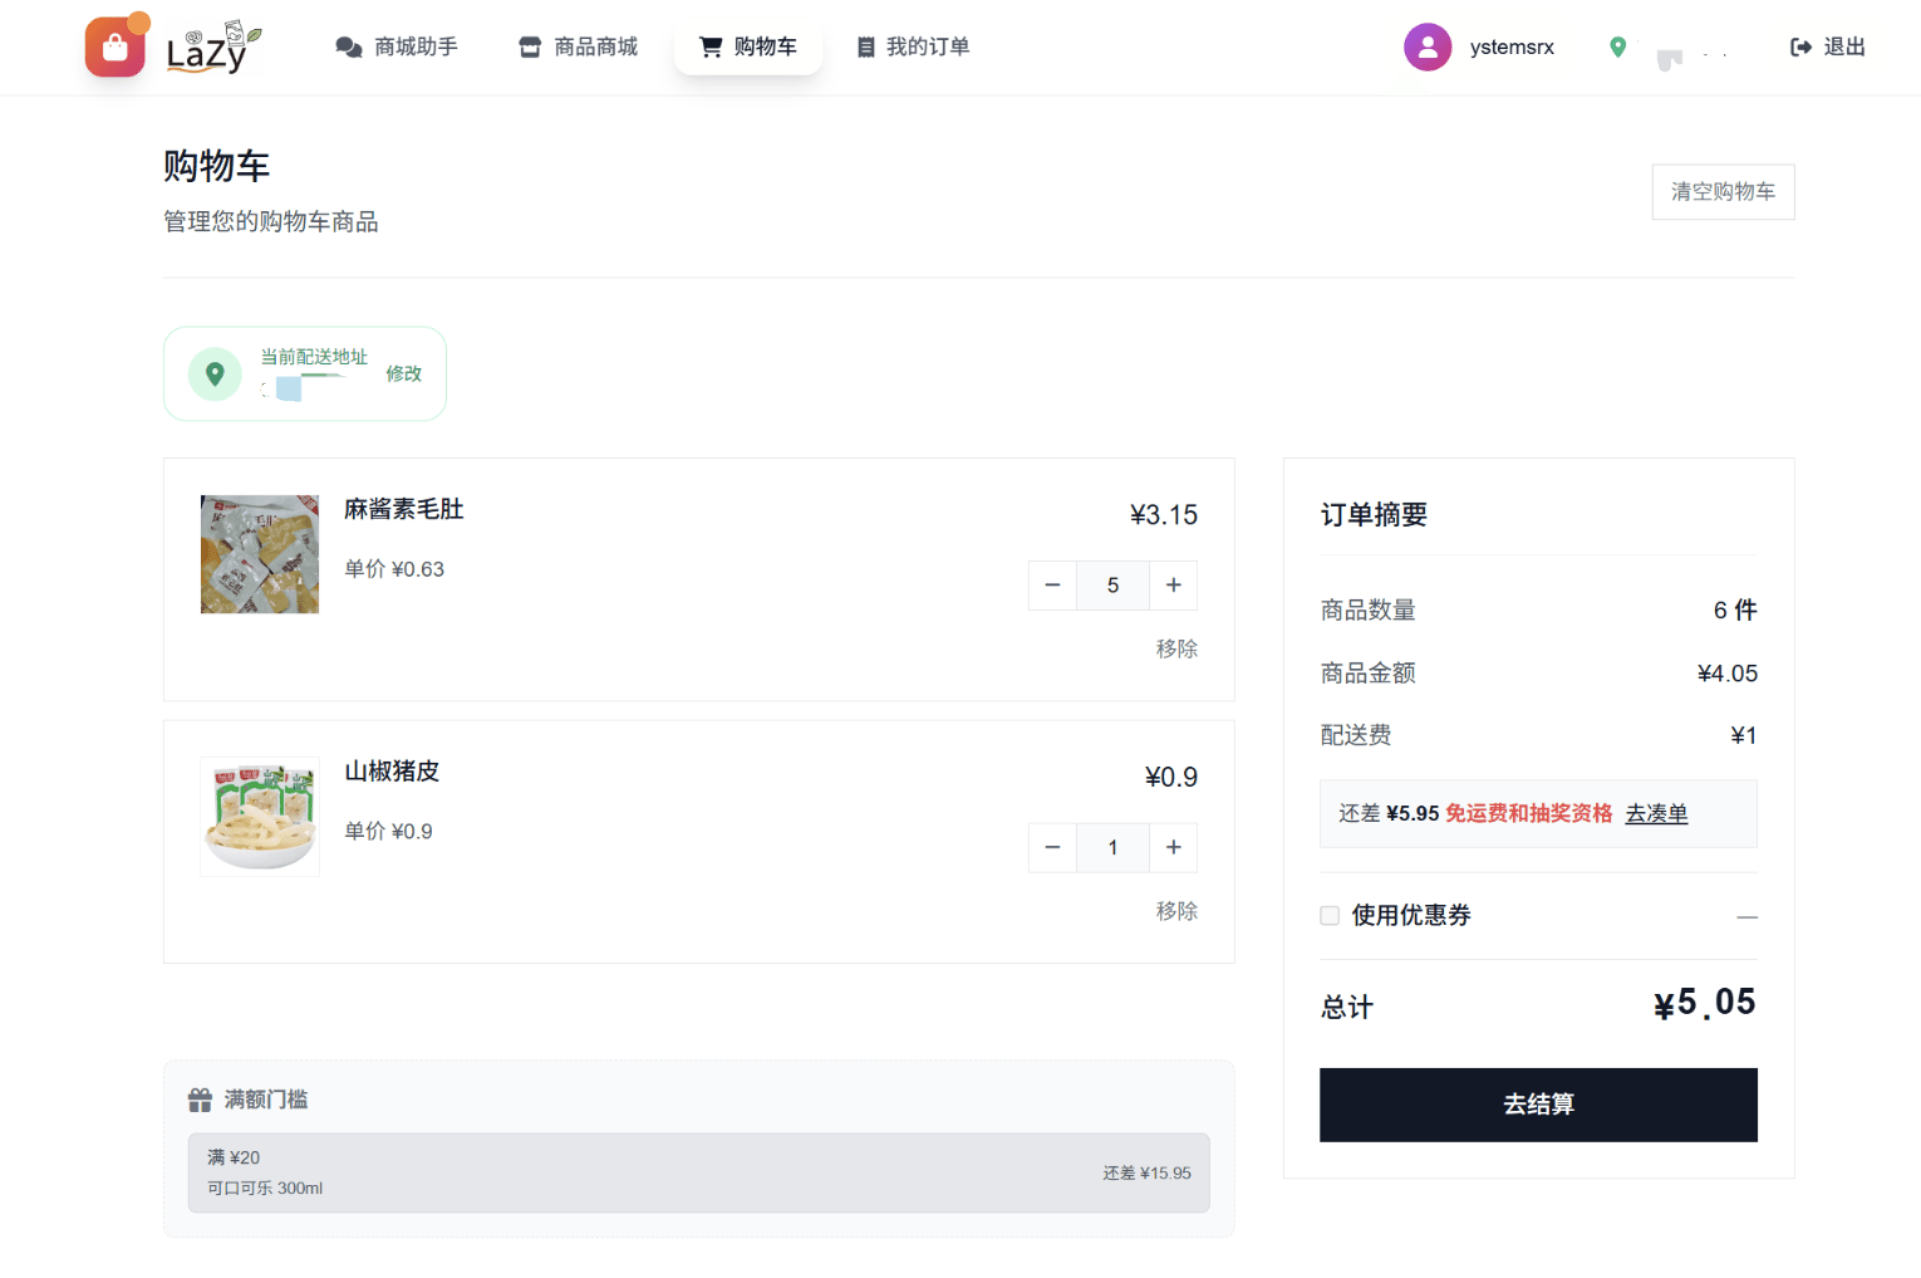 LaZy
商城助手
商品商城
购物车
我的订单
ystemsrx
退出
购物车
管理您的购物车商品
清空购物车
当前配送地址
修改
麻酱素毛肚
¥3.15
单价 ¥0.63
− 5 +
移除
山椒猪皮
¥0.9
单价 ¥0.9
− 1 +
移除
满额门槛
满 ¥20
可口可乐 300ml
还差 ¥15.95
订单摘要
商品数量 6 件
商品金额 ¥4.05
配送费 ¥1
还差 ¥5.95 免运费和抽奖资格 去凑单
使用优惠券 —
总计 ¥5.05
去结算